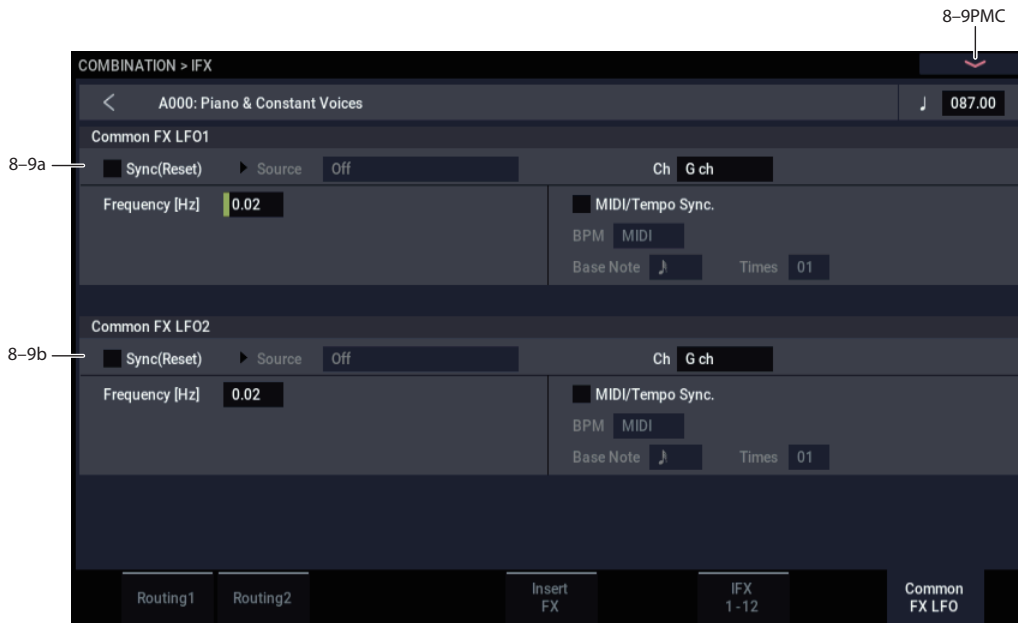 8–9PMC
COMBINATION > IFX
A000: Piano & Constant Voices
♩ 087.00
Common FX LFO1
8–9a
Sync(Reset) Source Off Ch G ch
Frequency [Hz] 0.02 MIDI/Tempo Sync.
BPM MIDI
Base Note Times 01
Common FX LFO2
8–9b
Sync(Reset) Source Off Ch G ch
Frequency [Hz] 0.02 MIDI/Tempo Sync.
BPM MIDI
Base Note Times 01
Routing1
Routing2
Insert
FX
IFX
1-12
Common
FX LFO